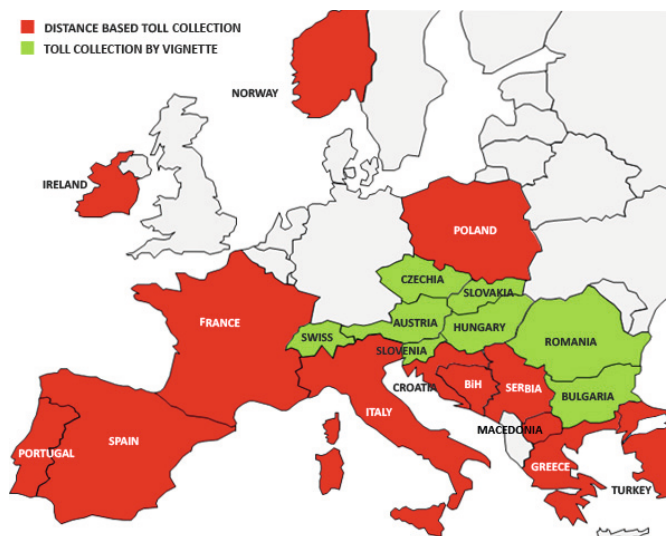 DISTANCE BASED TOLL COLLECTION
TOLL COLLECTION BY VIGNETTE
NORWAY
IRELAND
POLAND
CZECHIA
SLOVAKIA
FRANCE
SWISS
AUSTRIA
HUNGARY
SLOVENIA
ROMANIA
CROATIA
BiH
SERBIA
BULGARIA
ITALY
MACEDONIA
PORTUGAL
SPAIN
GREECE
TURKEY